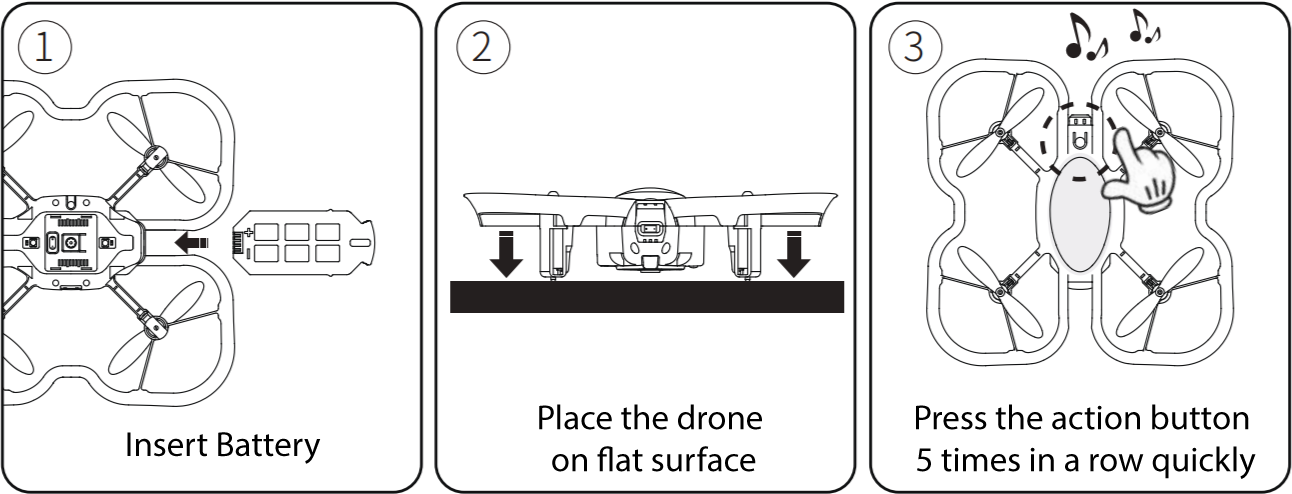 1
2
3
Insert Battery
Place the drone
on flat surface
Press the action button
5 times in a row quickly